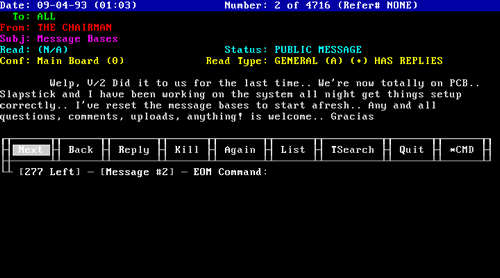 Date: 09-04-93 (01:03) Number: 2 of 4716 (Refer# NONE)
To: ALL
From: THE CHAIRMAN
Subj: Message Bases
Read: (N/A) Status: PUBLIC MESSAGE
Conf: Main Board (0) Read Type: GENERAL (A) (+) HAS REPLIES
Welp, V/2 Did it to us for the last time.. We're now totally on PCB..
Slapstick and I have been working on the system all night get things setup
correctly.. I've reset the message bases to start afresh.. Any and all
questions, comments, uploads, anything! is welcome.. Gracias
Next Back Reply Kill Again List TSearch Quit *CMD
[277 Left] - [Message #2] - EOM Command: